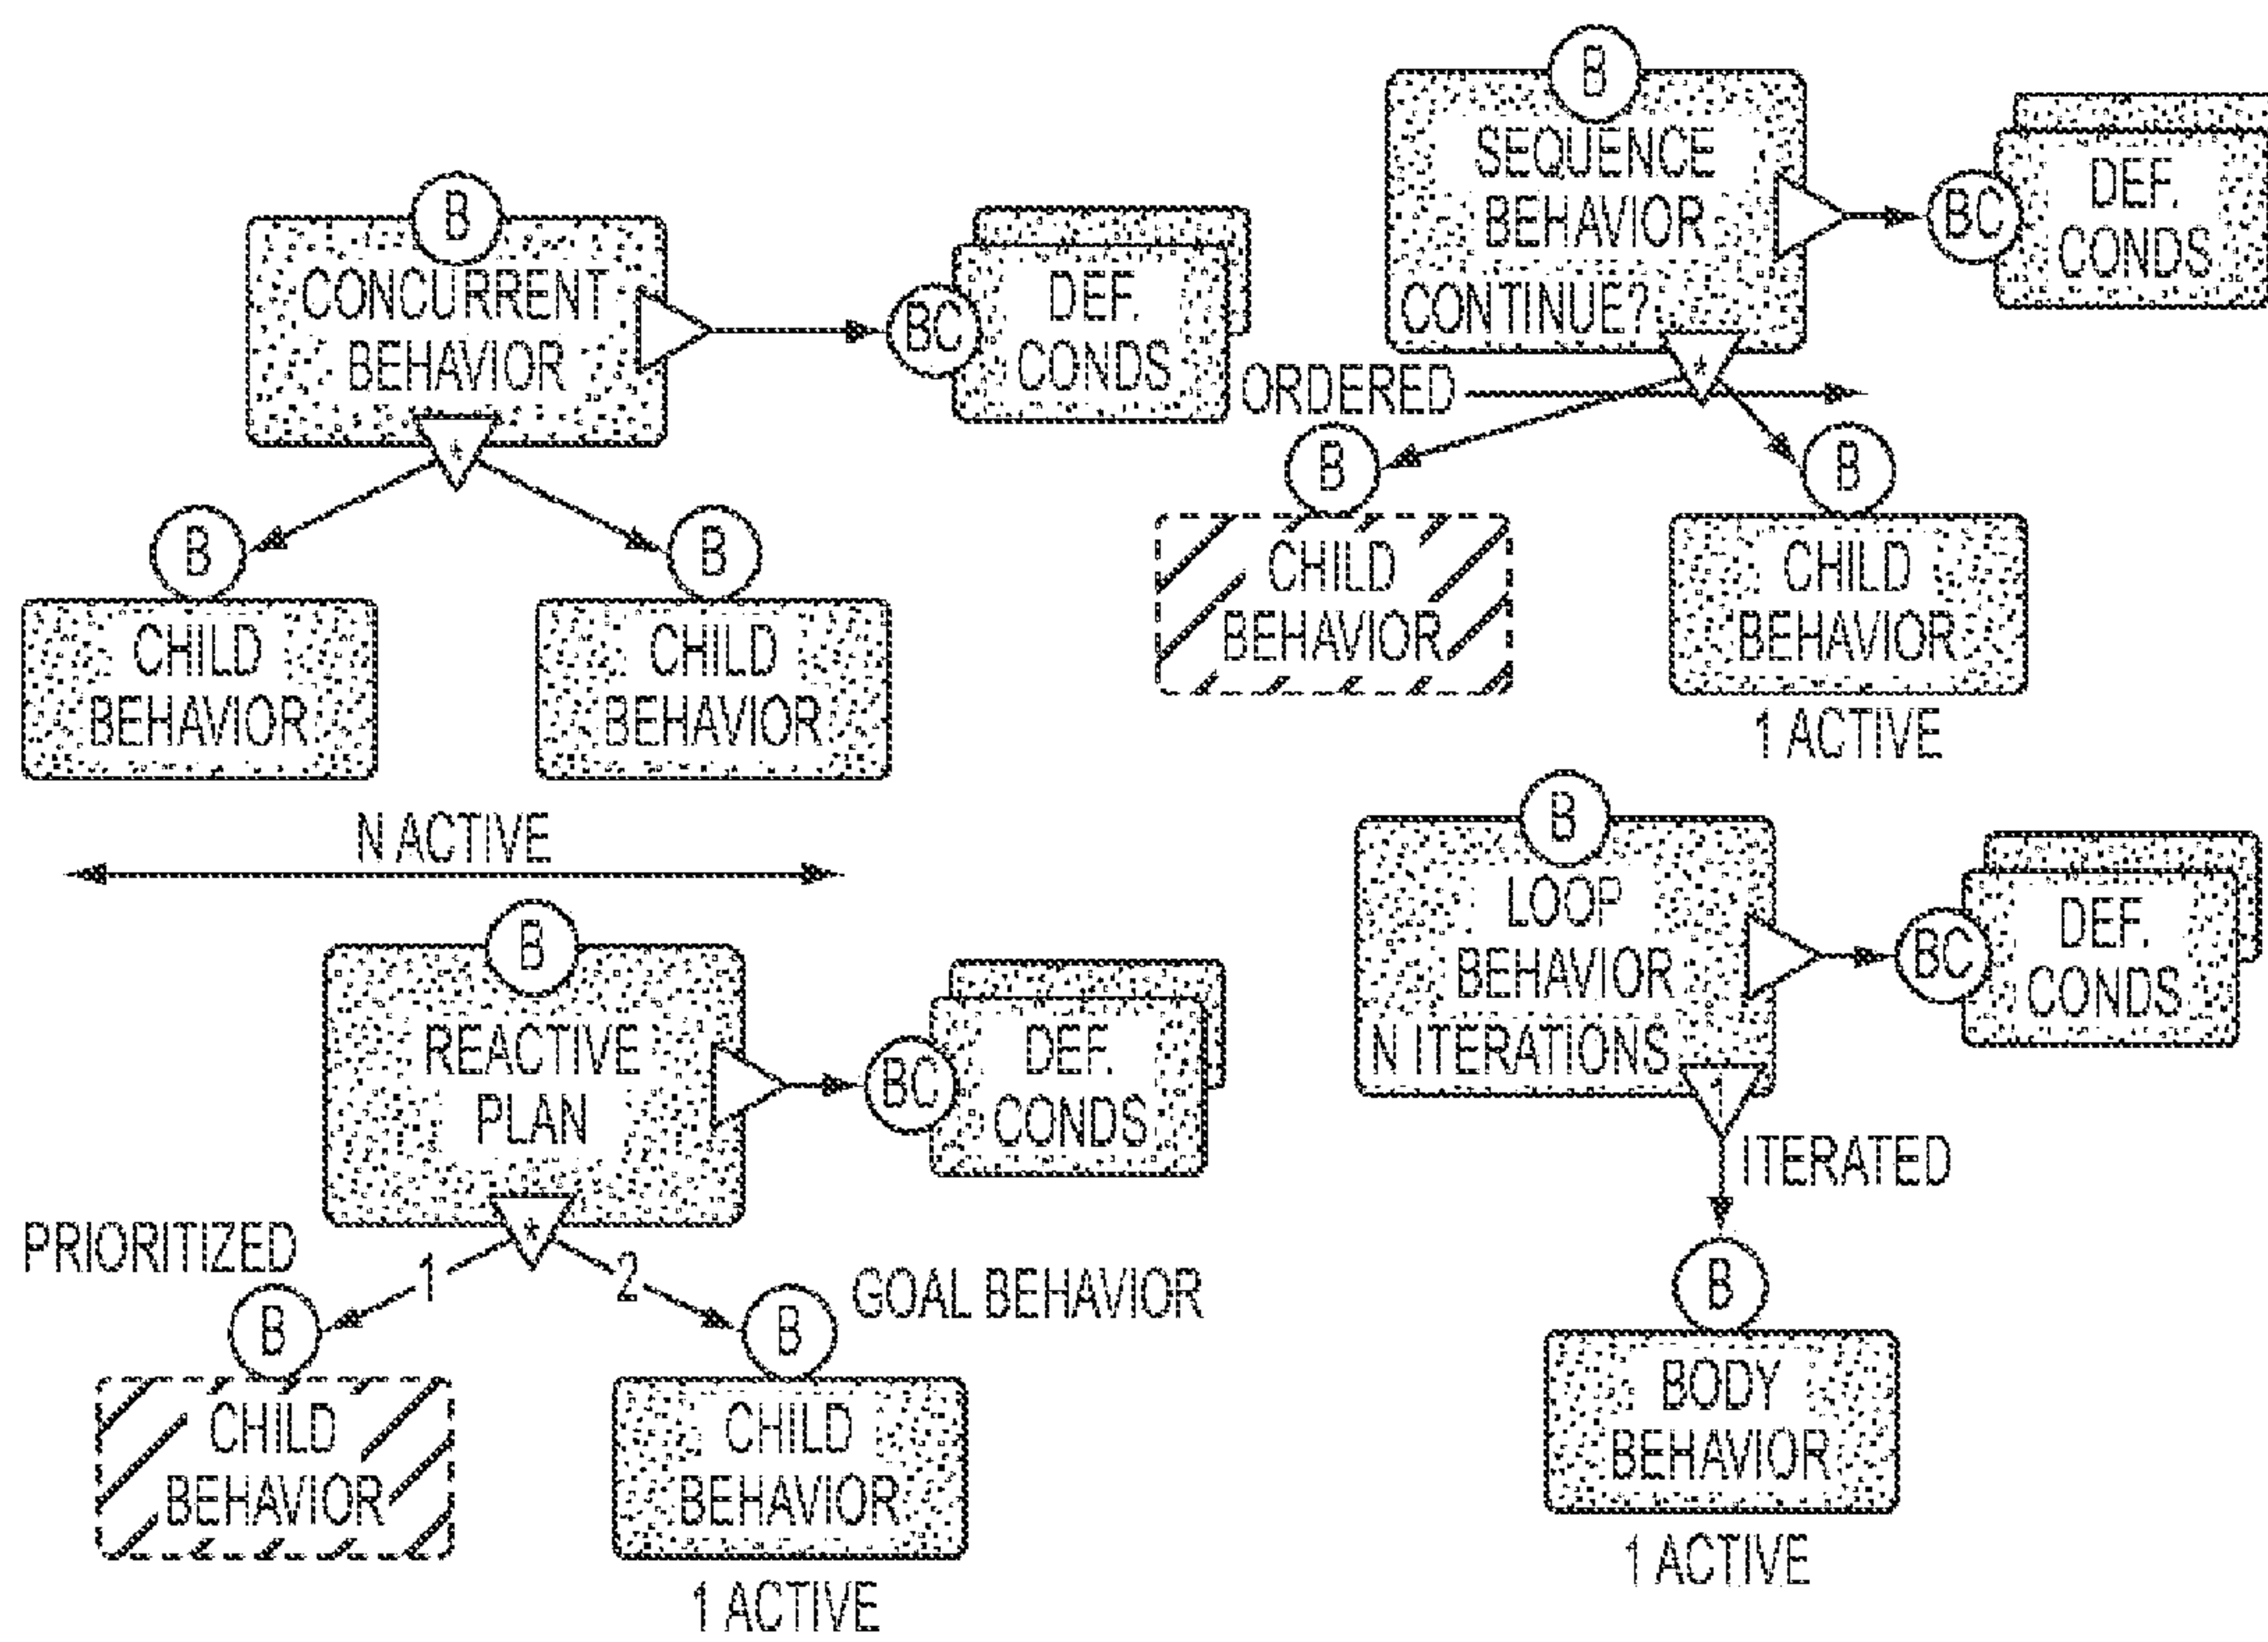 B
CONCURRENT
BEHAVIOR
*
BC
DEF.
CONDS
B
CHILD
BEHAVIOR
B
CHILD
BEHAVIOR
N ACTIVE
B
SEQUENCE
BEHAVIOR
CONTINUE?
*
BC
DEF.
CONDS
ORDERED
B
CHILD
BEHAVIOR
B
CHILD
BEHAVIOR
1 ACTIVE
B
REACTIVE
PLAN
*
BC
DEF.
CONDS
PRIORITIZED
1
2
GOAL BEHAVIOR
B
CHILD
BEHAVIOR
B
CHILD
BEHAVIOR
1 ACTIVE
B
LOOP
BEHAVIOR
N ITERATIONS
1
BC
DEF.
CONDS
ITERATED
B
BODY
BEHAVIOR
1 ACTIVE